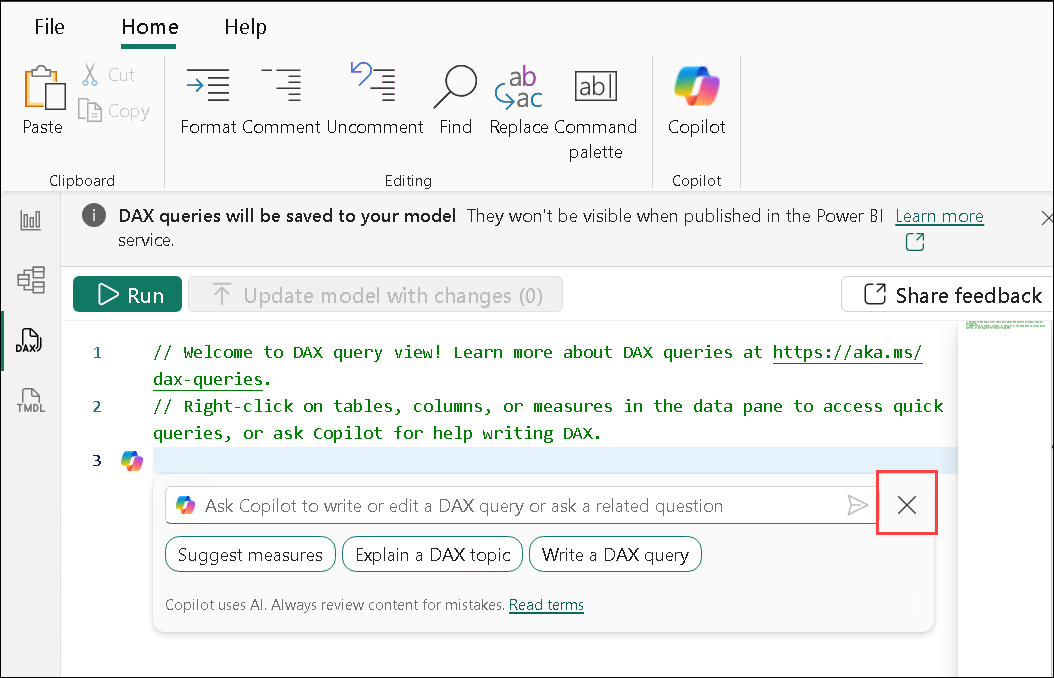 File Home Help
Cut
Copy
Paste
ab
ac
ab|
Format Comment Uncomment Find Replace Command palette Copilot
Clipboard Editing Copilot
DAX queries will be saved to your model They won't be visible when published in the Power BI Learn more
service.
Run Update model with changes (0) Share feedback
DAX
TMDL
1 // Welcome to DAX query view! Learn more about DAX queries at https://aka.ms/
dax-queries.
2 // Right-click on tables, columns, or measures in the data pane to access quick
queries, or ask Copilot for help writing DAX.
3
Ask Copilot to write or edit a DAX query or ask a related question
Suggest measures Explain a DAX topic Write a DAX query
Copilot uses AI. Always review content for mistakes. Read terms